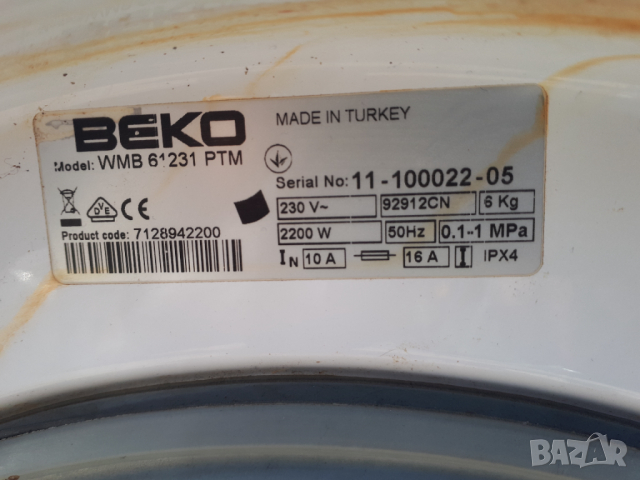 BEKO
MADE IN TURKEY
Model: WMB 61231 PTM
Serial No: 11-100022-05
230 V~ 92912CN 6 Kg
DVE CE
Product code: 7128942200
2200 W 50Hz 0.1-1 MPa
IN 10 A 16 A IPX4
BAZAR